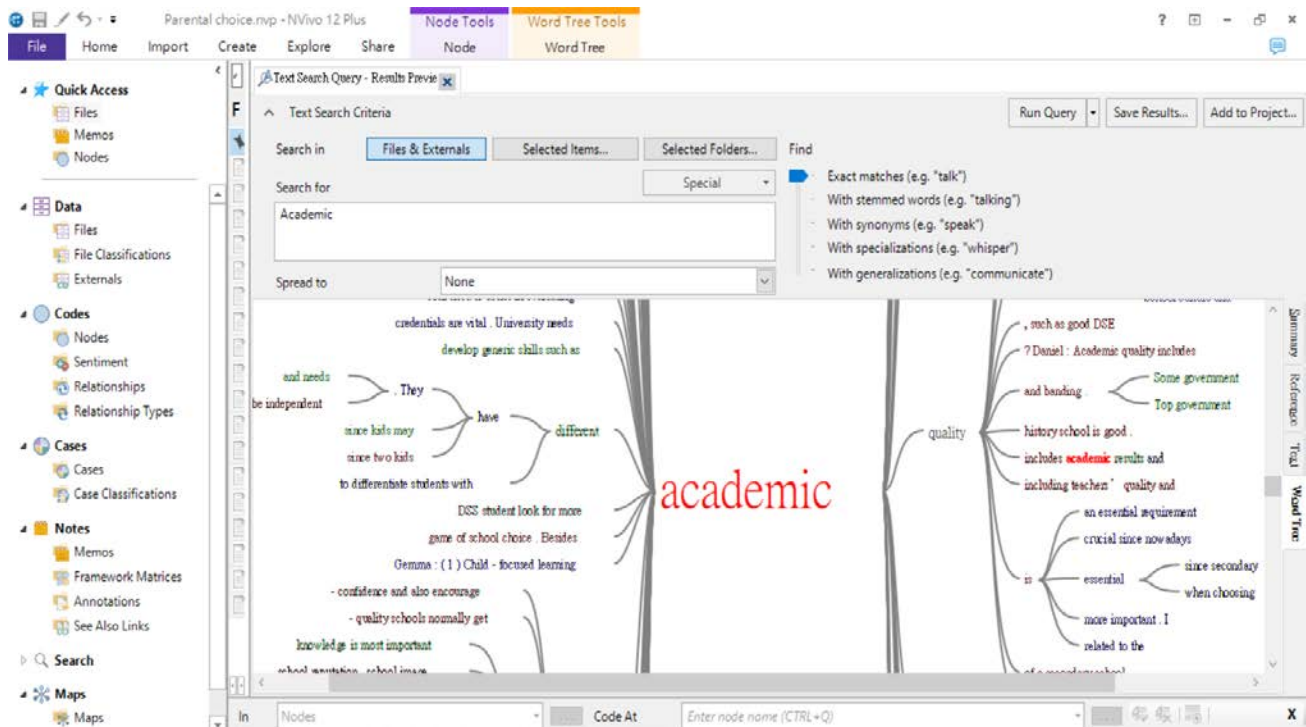 Parental choice.nvp - NVivo 12 Plus
Node Tools
Word Tree Tools
?
File
Home
Import
Create
Explore
Share
Node
Word Tree
Quick Access
Files
Memos
Nodes
Data
Files
File Classifications
Externals
Codes
Nodes
Sentiment
Relationships
Relationship Types
Cases
Cases
Case Classifications
Notes
Memos
Framework Matrices
Annotations
See Also Links
Search
Maps
Maps
F
Text Search Query - Results Previe
Text Search Criteria
Run Query
Save Results...
Add to Project...
Search in
Files & Externals
Selected Items...
Selected Folders...
Find
Search for
Special
Academic
Spread to
None
Exact matches (e.g. "talk")
With stemmed words (e.g. "talking")
With synonyms (e.g. "speak")
With specializations (e.g. "whisper")
With generalizations (e.g. "communicate")
credentials are vital . University needs
develop generic skills such as
and needs
be independent
. They
since kids may
since two kids
have
to differentiate students with
different
DSS student look for more
game of school choice . Besides
Gemma : ( 1 ) Child - focused learning
- confidence and also encourage
- quality schools normally get
knowledge is most important
school reputation , school image
academic
quality
, such as good DSE
? Daniel : Academic quality includes
and banding .
Some government
Top government
history school is good .
includes academic results and
including teachers ’ quality and
is
an essential requirement
crucial since nowadays
essential
since secondary
when choosing
more important . I
related to the
of a secondary school
Summary
Reference
Text
Word Tree
In
Nodes
...
Code At
Enter node name (CTRL+Q)
...
X